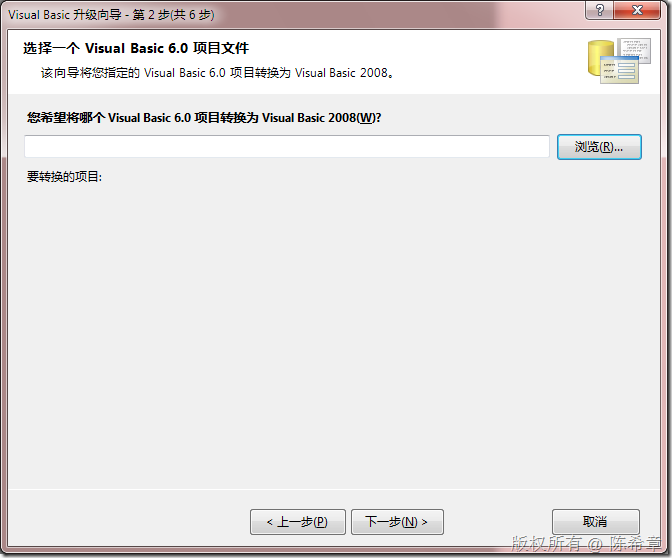 Visual Basic 升级向导 - 第 2 步(共 6 步)
选择一个 Visual Basic 6.0 项目文件
该向导将您指定的 Visual Basic 6.0 项目转换为 Visual Basic 2008。
您希望将哪个 Visual Basic 6.0 项目转换为 Visual Basic 2008(W)?
浏览(R)...
要转换的项目:
< 上一步(P) 下一步(N) > 取消
版权所有 @ 陈希章